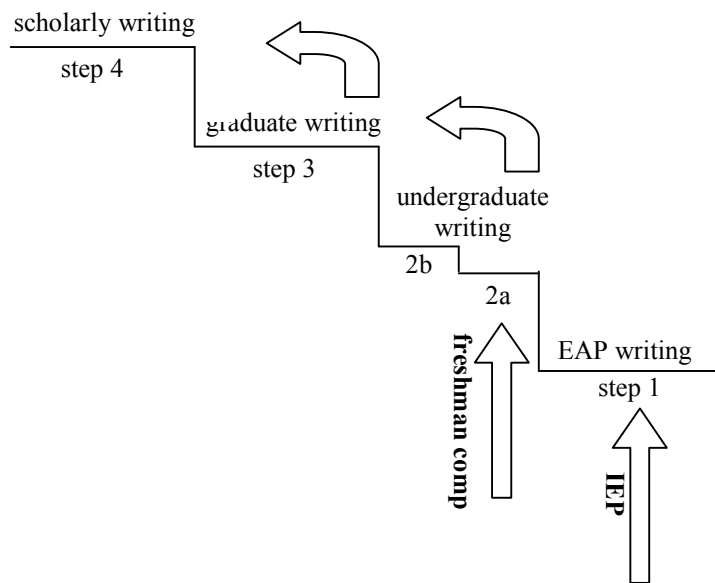 scholarly writing
step 4
graduate writing
step 3
undergraduate
writing
2b
2a
freshman comp
EAP writing
step 1
IEP